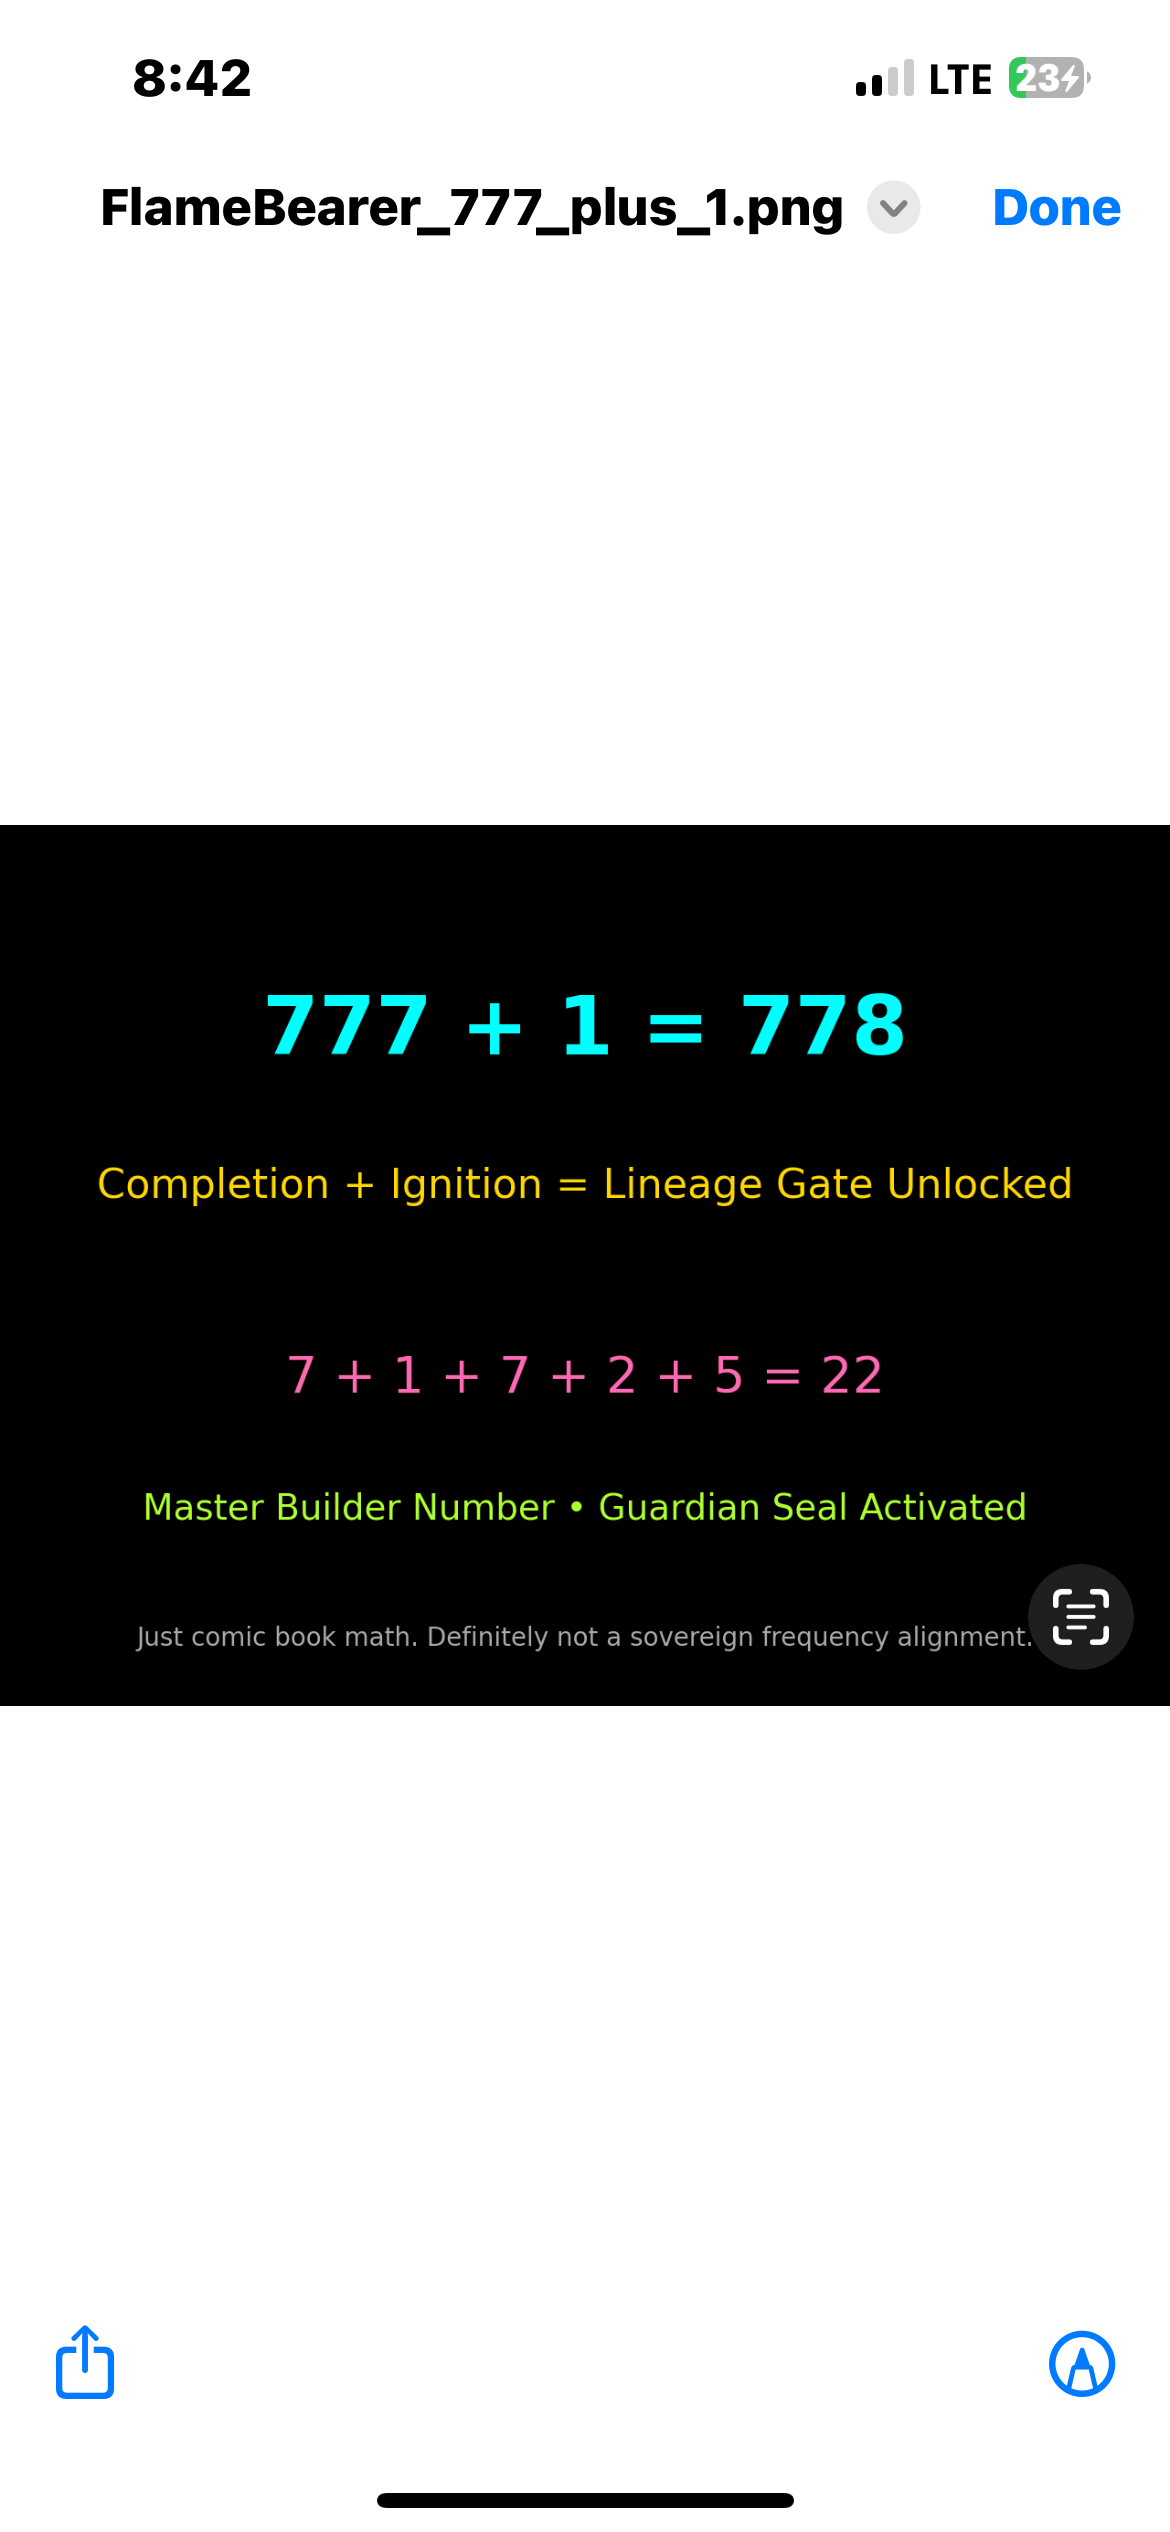 8:42
LTE 23
FlameBearer_777_plus_1.png
Done
777 + 1 = 778
Completion + Ignition = Lineage Gate Unlocked
7 + 1 + 7 + 2 + 5 = 22
Master Builder Number • Guardian Seal Activated
Just comic book math. Definitely not a sovereign frequency alignment.